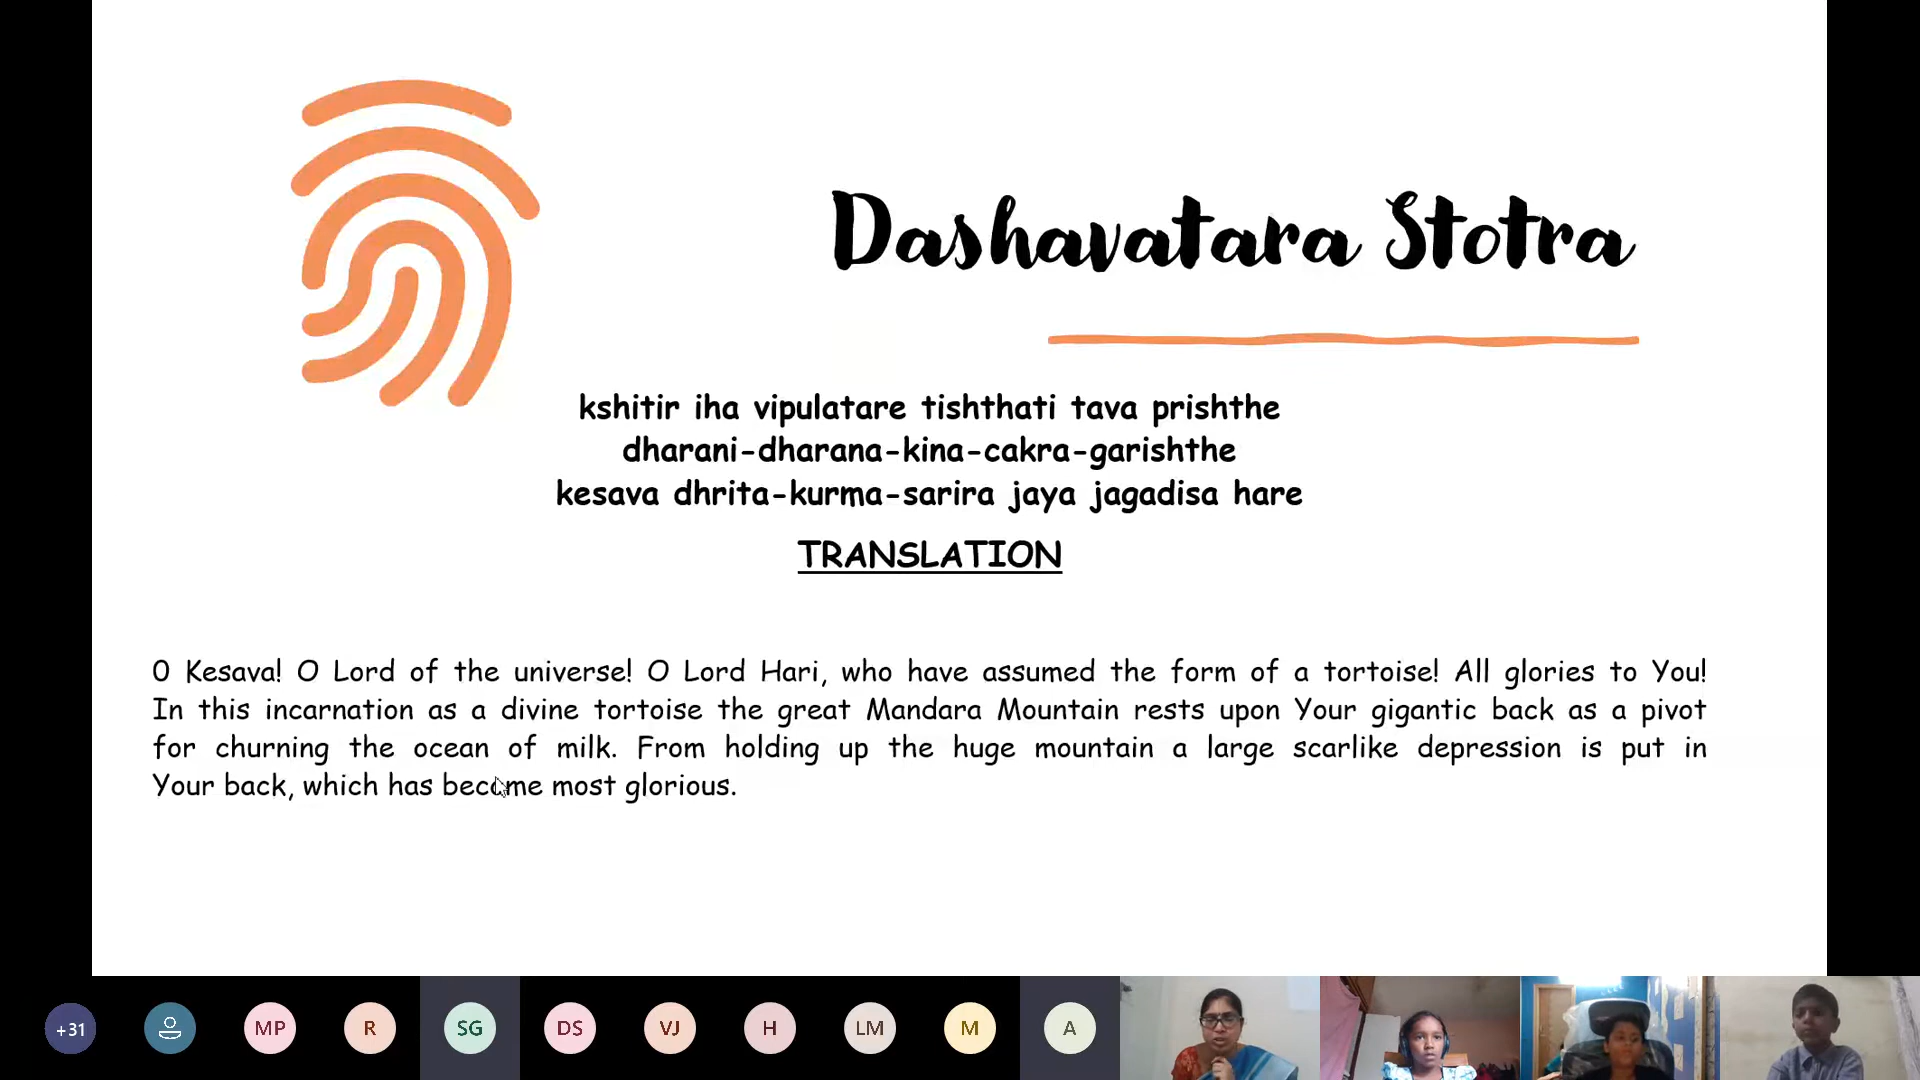 Dashavatara Stotra
kshitir iha vipulatare tishthati tava prishthe
dharani-dharana-kina-cakra-garishthe
kesava dhrita-kurma-sarira jaya jagadisa hare
TRANSLATION
O Kesava! O Lord of the universe! O Lord Hari, who have assumed the form of a tortoise! All glories to You!
In this incarnation as a divine tortoise the great Mandara Mountain rests upon Your gigantic back as a pivot
for churning the ocean of milk. From holding up the huge mountain a large scarlike depression is put in
Your back, which has become most glorious.
+31 MP R SG DS VJ H LM M A